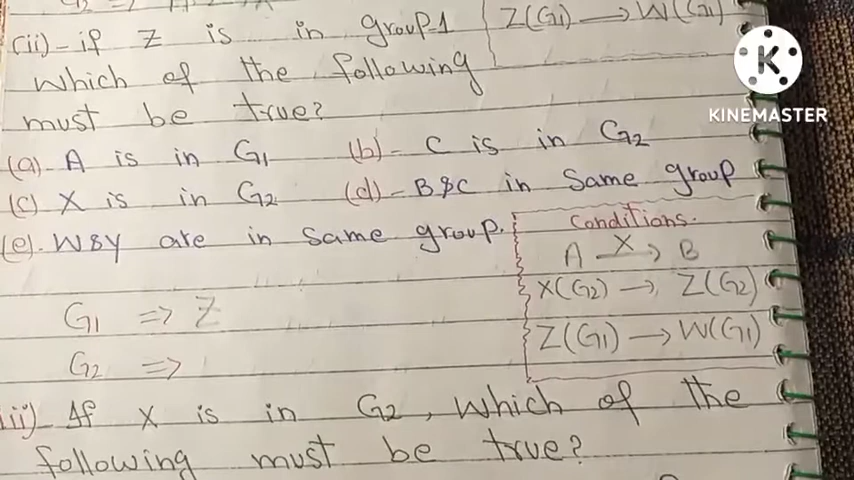 (ii)- if Z is in group-1
Z(G1) → W(G1)
Which of the following
must be true?
(a)- A is in G1 (b)- C is in G2
(c) X is in G2 (d)- B&C in Same group
(e)- W&Y are in Same group.
Conditions.
A -X→ B
X(G2) → Z(G2)
Z(G1) → W(G1)
G1 => Z
G2 =>
iii)- If X is in G2, Which of the
following must be true?
K
KINEMASTER